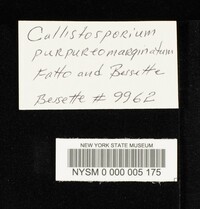 Callistosporium
purpureomarginatum
Fatto and Bessette
Bessette # 9962
NEW YORK STATE MUSEUM
NYSM 0 000 005 175